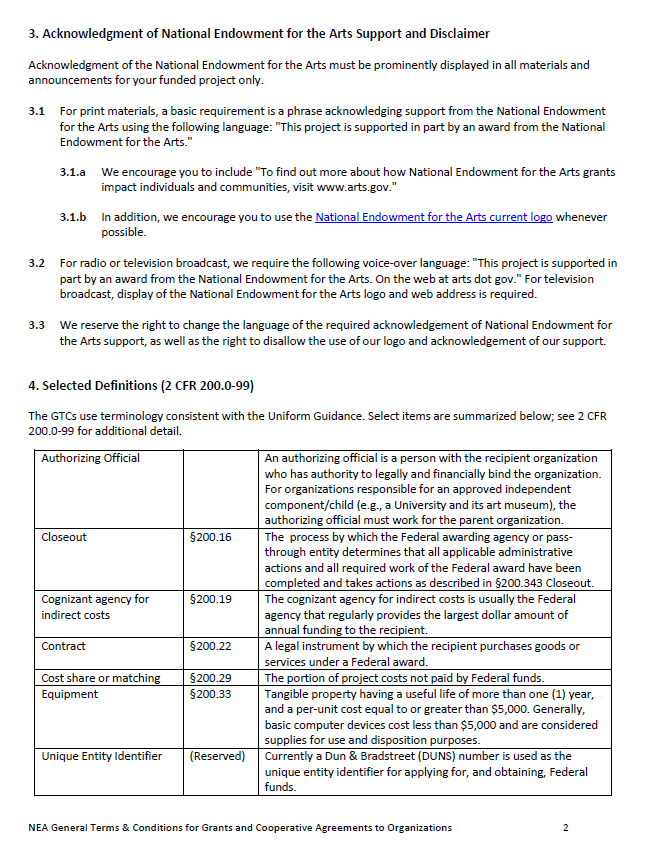 3. Acknowledgment of National Endowment for the Arts Support and Disclaimer
Acknowledgment of the National Endowment for the Arts must be prominently displayed in all materials and
announcements for your funded project only.
3.1 For print materials, a basic requirement is a phrase acknowledging support from the National Endowment
for the Arts using the following language: "This project is supported in part by an award from the National
Endowment for the Arts."
3.1.a We encourage you to include "To find out more about how National Endowment for the Arts grants
impact individuals and communities, visit www.arts.gov."
3.1.b In addition, we encourage you to use the National Endowment for the Arts current logo whenever
possible.
3.2 For radio or television broadcast, we require the following voice-over language: "This project is supported in
part by an award from the National Endowment for the Arts. On the web at arts dot gov." For television
broadcast, display of the National Endowment for the Arts logo and web address is required.
3.3 We reserve the right to change the language of the required acknowledgement of National Endowment for
the Arts support, as well as the right to disallow the use of our logo and acknowledgement of our support.
4. Selected Definitions (2 CFR 200.0-99)
The GTCs use terminology consistent with the Uniform Guidance. Select items are summarized below; see 2 CFR
200.0-99 for additional detail.
Authorizing Official An authorizing official is a person with the recipient organization
who has authority to legally and financially bind the organization.
For organizations responsible for an approved independent
component/child (e.g., a University and its art museum), the
authorizing official must work for the parent organization.
Closeout §200.16 The process by which the Federal awarding agency or pass-
through entity determines that all applicable administrative
actions and all required work of the Federal award have been
completed and takes actions as described in §200.343 Closeout.
Cognizant agency for §200.19 The cognizant agency for indirect costs is usually the Federal
indirect costs agency that regularly provides the largest dollar amount of
annual funding to the recipient.
Contract §200.22 A legal instrument by which the recipient purchases goods or
services under a Federal award.
Cost share or matching §200.29 The portion of project costs not paid by Federal funds.
Equipment §200.33 Tangible property having a useful life of more than one (1) year,
and a per-unit cost equal to or greater than $5,000. Generally,
basic computer devices cost less than $5,000 and are considered
supplies for use and disposition purposes.
Unique Entity Identifier (Reserved) Currently a Dun & Bradstreet (DUNS) number is used as the
unique entity identifier for applying for, and obtaining, Federal
funds.
NEA General Terms & Conditions for Grants and Cooperative Agreements to Organizations 2